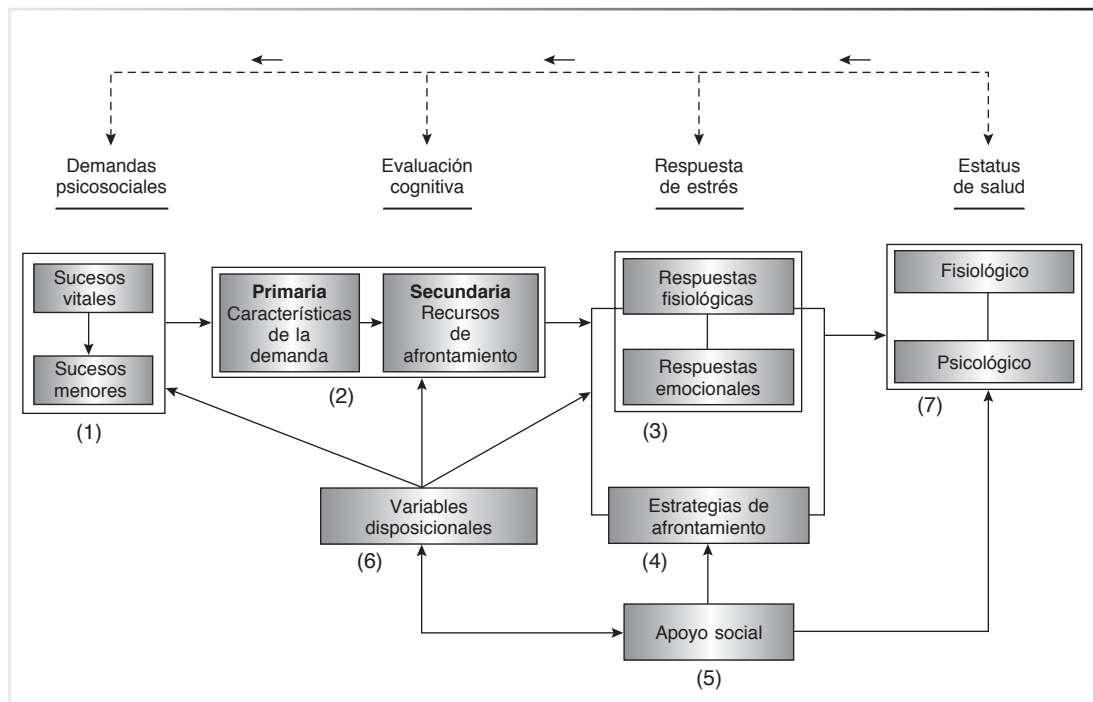 Demandas
psicosociales
Evaluación
cognitiva
Respuesta
de estrés
Estatus
de salud
Sucesos
vitales
Sucesos
menores
(1)
Primaria
Características
de la
demanda
Secundaria
Recursos
de
afrontamiento
(2)
Respuestas
fisiológicas
Respuestas
emocionales
(3)
Fisiológico
Psicológico
(7)
Variables
disposicionales
(6)
Estrategias de
afrontamiento
(4)
Apoyo social
(5)